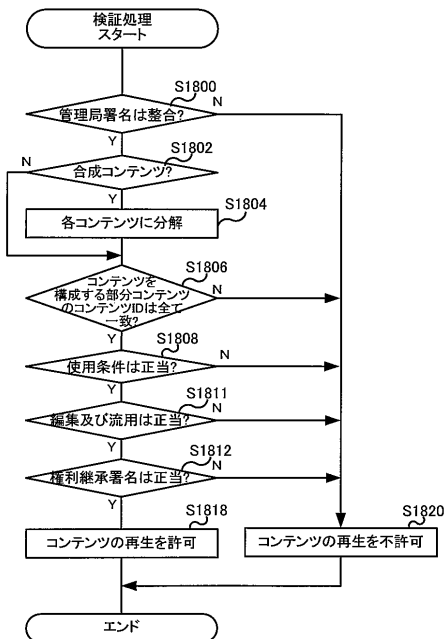 検証処理
スタート
S1800
管理局署名は整合?
N
Y
S1802
N
合成コンテンツ?
Y
S1804
各コンテンツに分解
S1806
コンテンツを
構成する部分コンテンツ
のコンテンツIDは全て
一致?
N
Y
S1808
使用条件は正当?
N
Y
S1811
編集及び流用は正当?
N
Y
S1812
権利継承署名は正当?
N
Y
S1818
コンテンツの再生を許可
S1820
コンテンツの再生を不許可
エンド